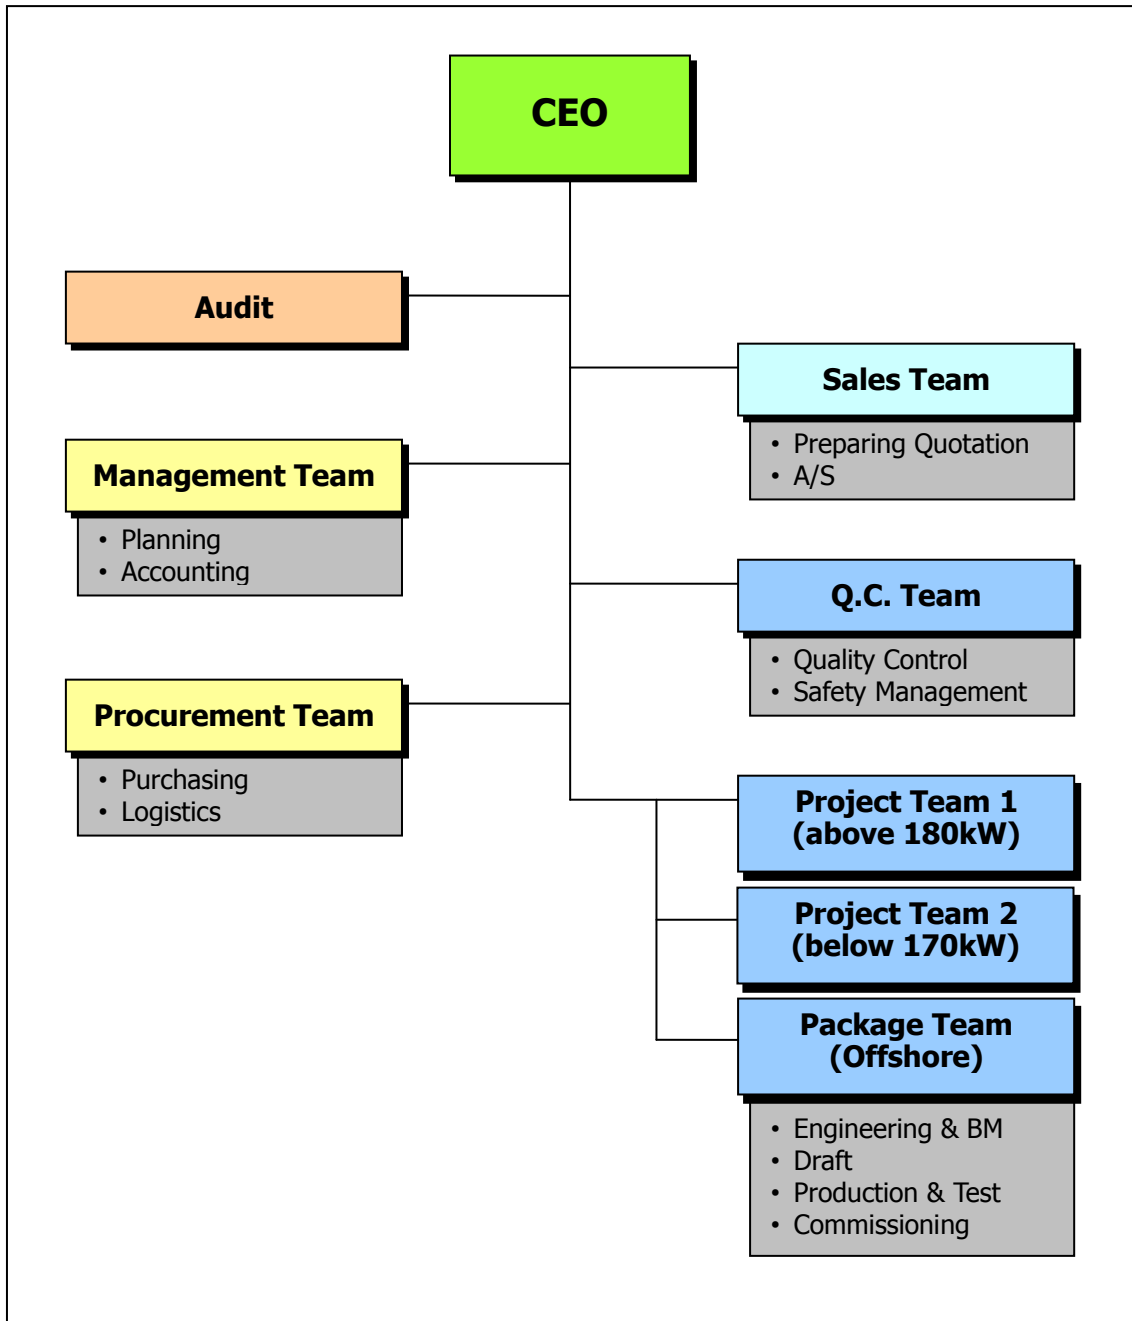 CEO
Audit
Sales Team
• Preparing Quotation
• A/S
Management Team
• Planning
• Accounting
Q.C. Team
• Quality Control
• Safety Management
Procurement Team
• Purchasing
• Logistics
Project Team 1
(above 180kW)
Project Team 2
(below 170kW)
Package Team
(Offshore)
• Engineering & BM
• Draft
• Production & Test
• Commissioning